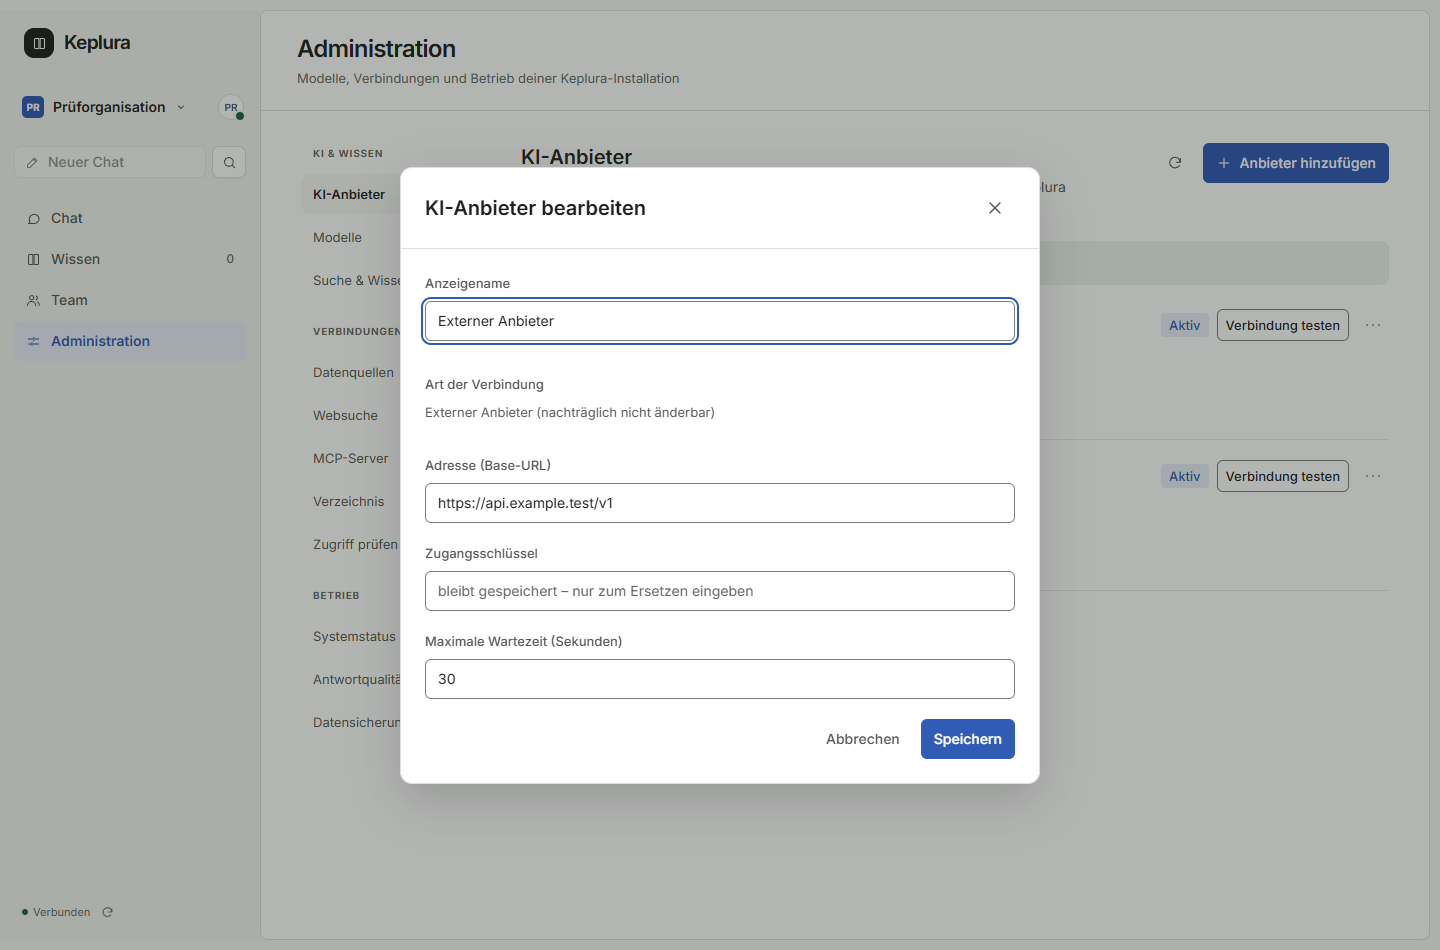 Keplura
PR Prüforganisation PR
Neuer Chat
Chat
Wissen 0
Team
Administration
Verbunden
Administration
Modelle, Verbindungen und Betrieb deiner Keplura-Installation
KI & WISSEN
KI-Anbieter
Modelle
Suche &
VERBINDUNGEN
Datenquellen
Websuche
MCP-Server
Verzeichnis
Zugriff prüfen
BETRIEB
Systemstatus
KI-Anbieter
Anbieter hinzufügen
Aktiv Verbindung testen
Aktiv Verbindung testen
KI-Anbieter bearbeiten
Anzeigename
Externer Anbieter
Art der Verbindung
Externer Anbieter (nachträglich nicht änderbar)
Adresse (Base-URL)
https://api.example.test/v1
Zugangsschlüssel
bleibt gespeichert – nur zum Ersetzen eingeben
Maximale Wartezeit (Sekunden)
30
Abbrechen
Speichern